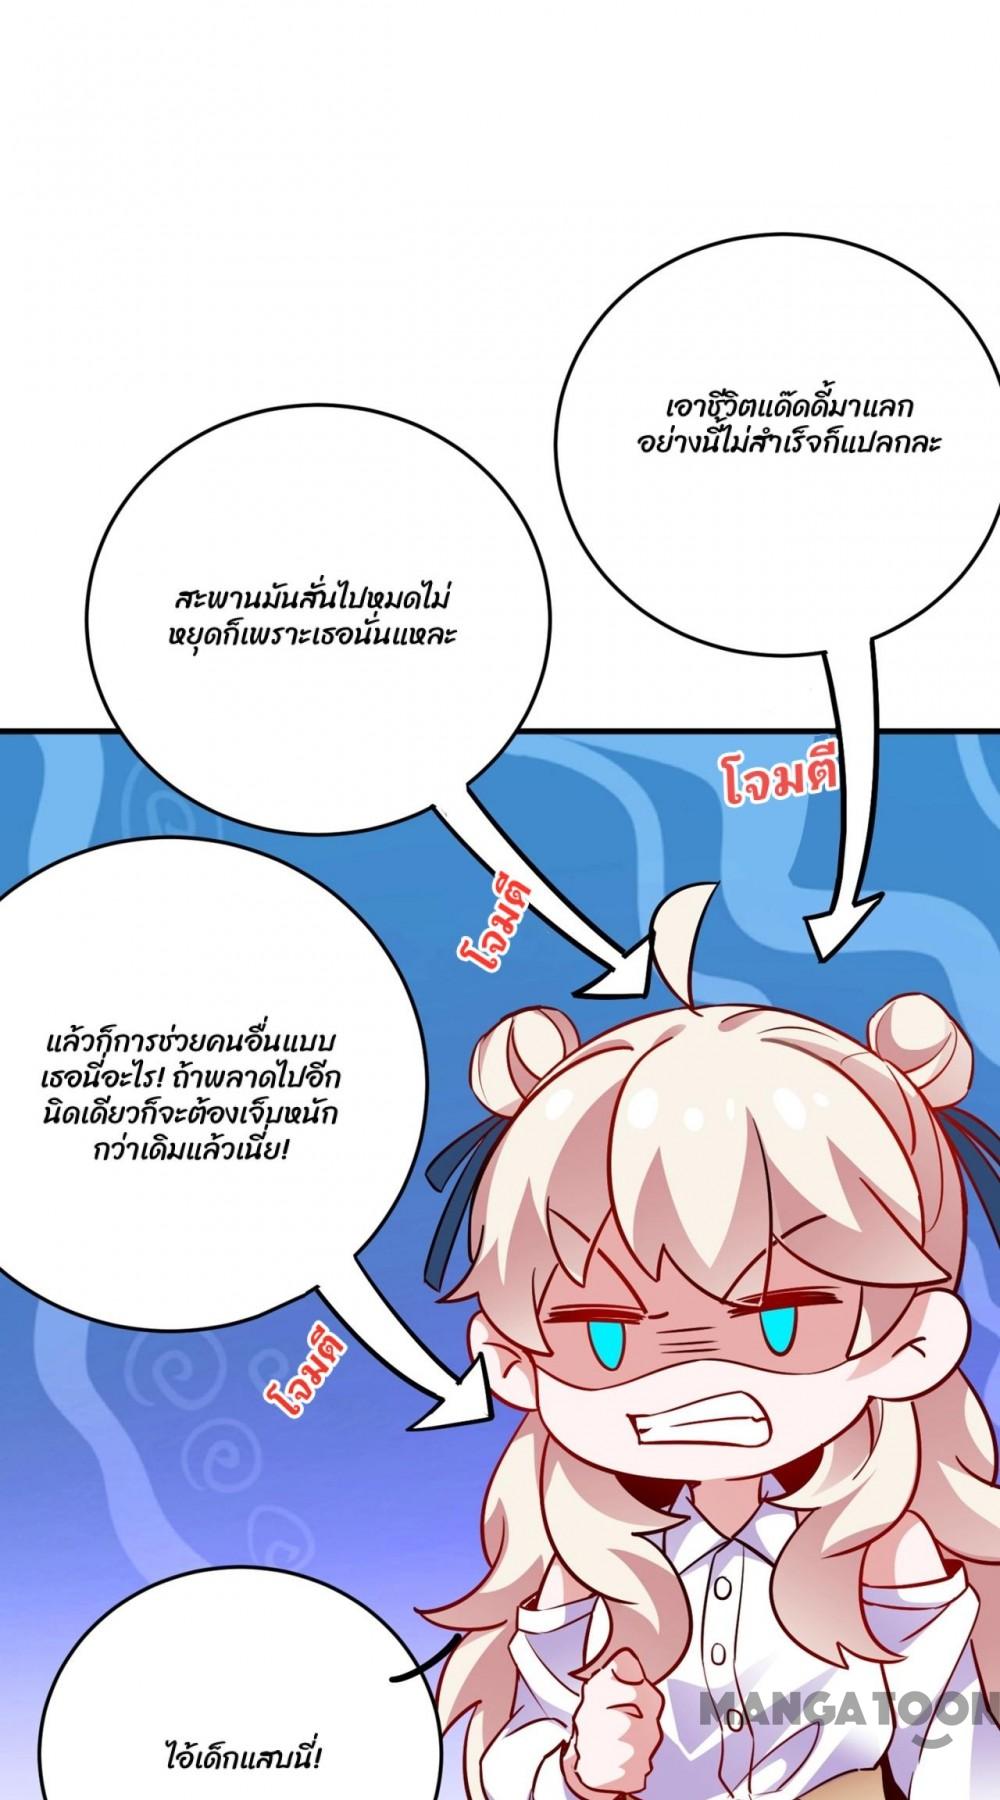 เอาชีวิตแด๊ดดี้มาแลก
อย่างนี้ไม่สำเร็จก็แปลกละ
สะพานมันสั่นไปหมดไม่
หยุดก็เพราะเธอนั่นแหละ
โจมตี
โจมตี
แล้วก็การช่วยคนอื่นแบบ
เธอนี่อะไร! ถ้าพลาดไปอีก
นิดเดียวก็จะต้องเจ็บหนัก
กว่าเดิมแล้วเนี่ย!
โจมตี
ไอ้เด็กแสบนี่!
MANGATOON